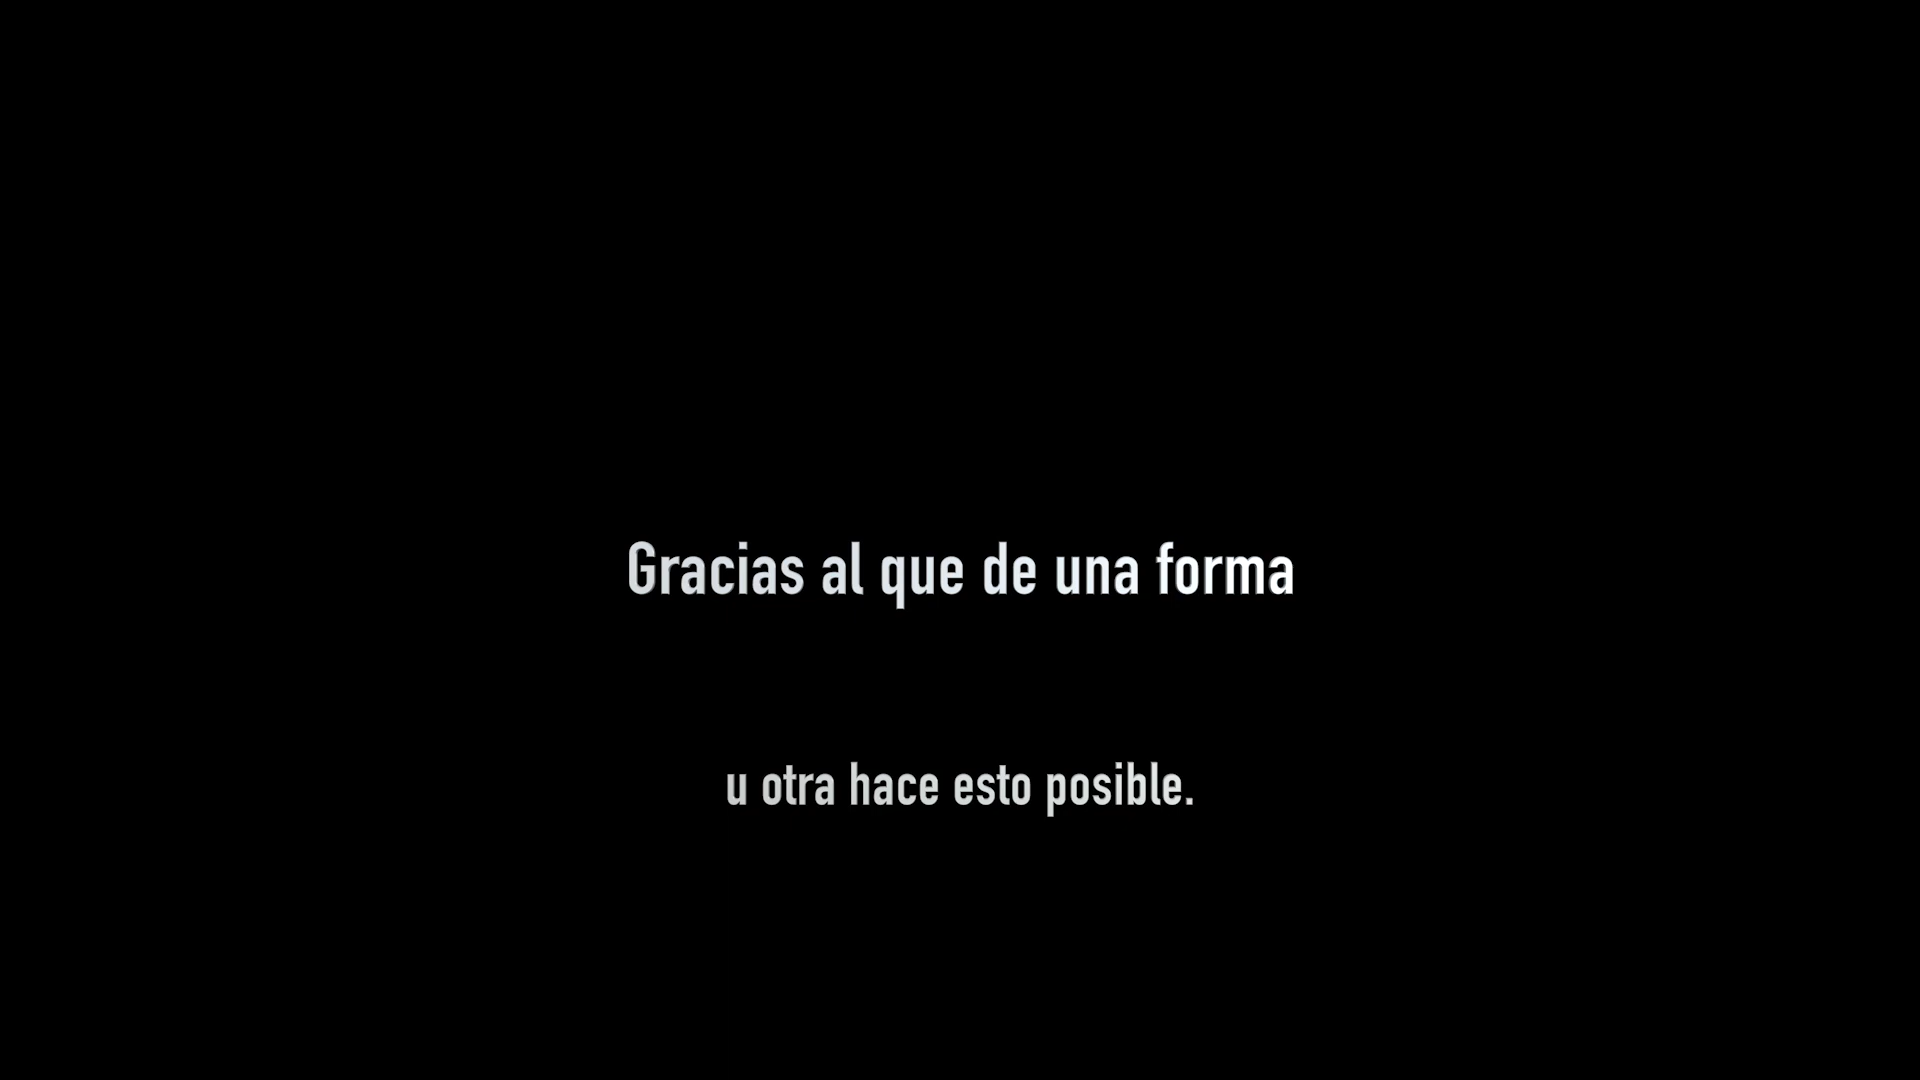 Gracias al que de una forma
u otra hace esto posible.